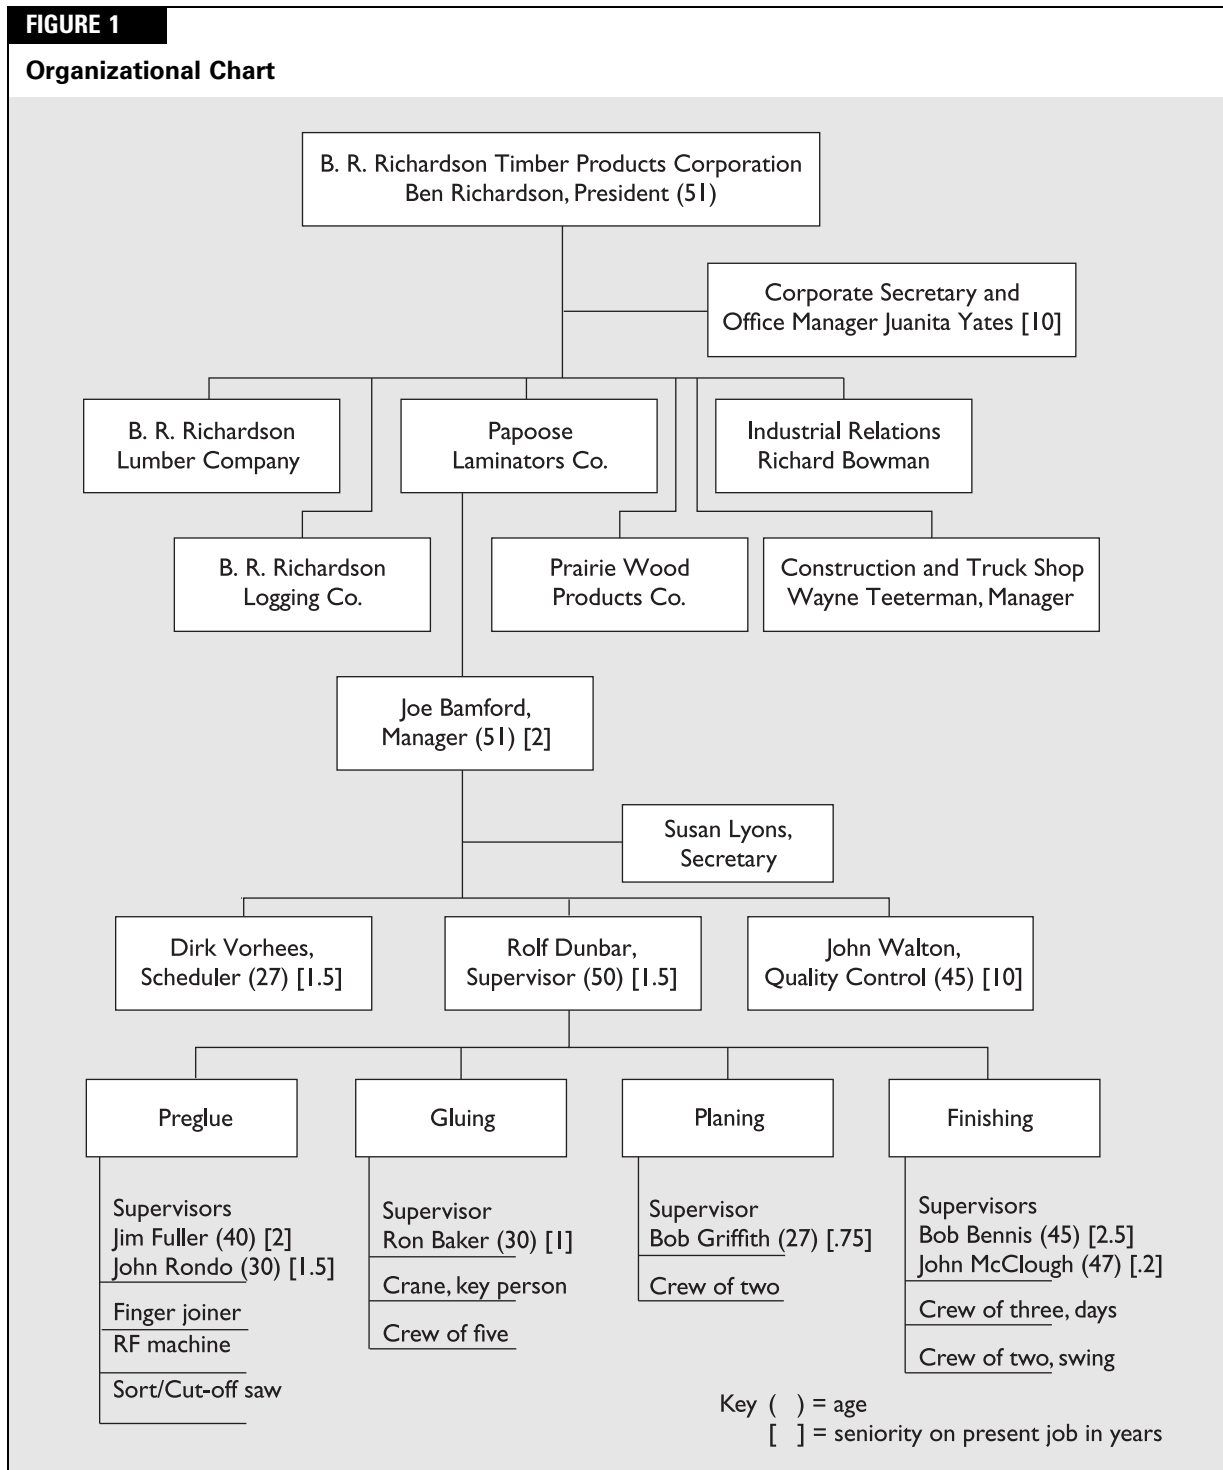 FIGURE 1
Organizational Chart
B. R. Richardson Timber Products Corporation
Ben Richardson, President (51)
Corporate Secretary and
Office Manager Juanita Yates [10]
B. R. Richardson
Lumber Company
Papoose
Laminators Co.
Industrial Relations
Richard Bowman
B. R. Richardson
Logging Co.
Prairie Wood
Products Co.
Construction and Truck Shop
Wayne Teeterman, Manager
Joe Bamford,
Manager (51) [2]
Susan Lyons,
Secretary
Dirk Vorhees,
Scheduler (27) [1.5]
Rolf Dunbar,
Supervisor (50) [1.5]
John Walton,
Quality Control (45) [10]
Preglue
Gluing
Planing
Finishing
Supervisors
Jim Fuller (40) [2]
John Rondo (30) [1.5]
Finger joiner
RF machine
Sort/Cut-off saw
Supervisor
Ron Baker (30) [1]
Crane, key person
Crew of five
Supervisor
Bob Griffith (27) [.75]
Crew of two
Supervisors
Bob Bennis (45) [2.5]
John McClough (47) [.2]
Crew of three, days
Crew of two, swing
Key ( ) = age
[ ] = seniority on present job in years